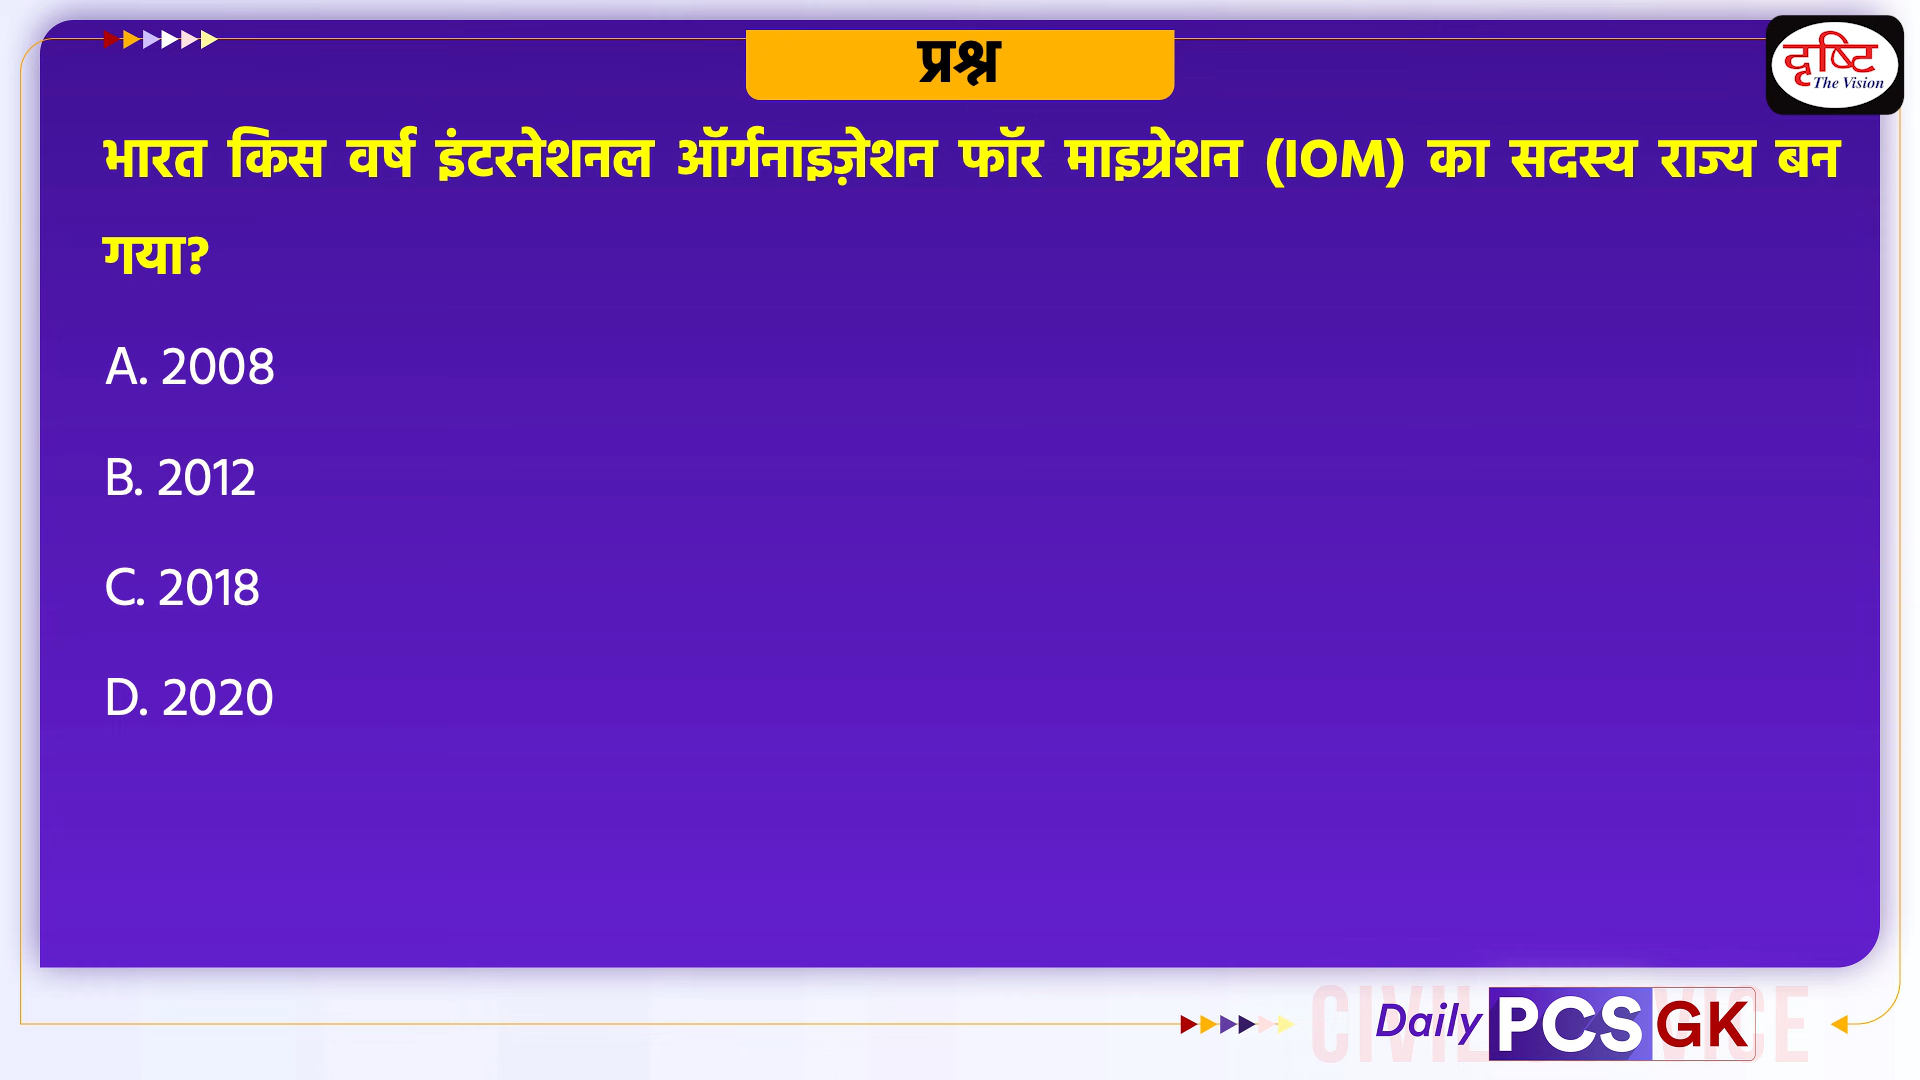 प्रश्न
दृष्टि
The Vision
भारत किस वर्ष इंटरनेशनल ऑर्गनाइज़ेशन फॉर माइग्रेशन (IOM) का सदस्य राज्य बन
गया?
A. 2008
B. 2012
C. 2018
D. 2020
Daily PCS GK